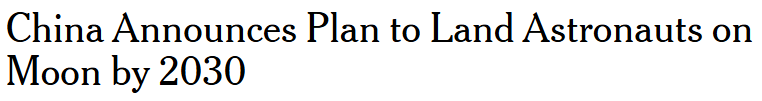 China Announces Plan to Land Astronauts on
Moon by 2030